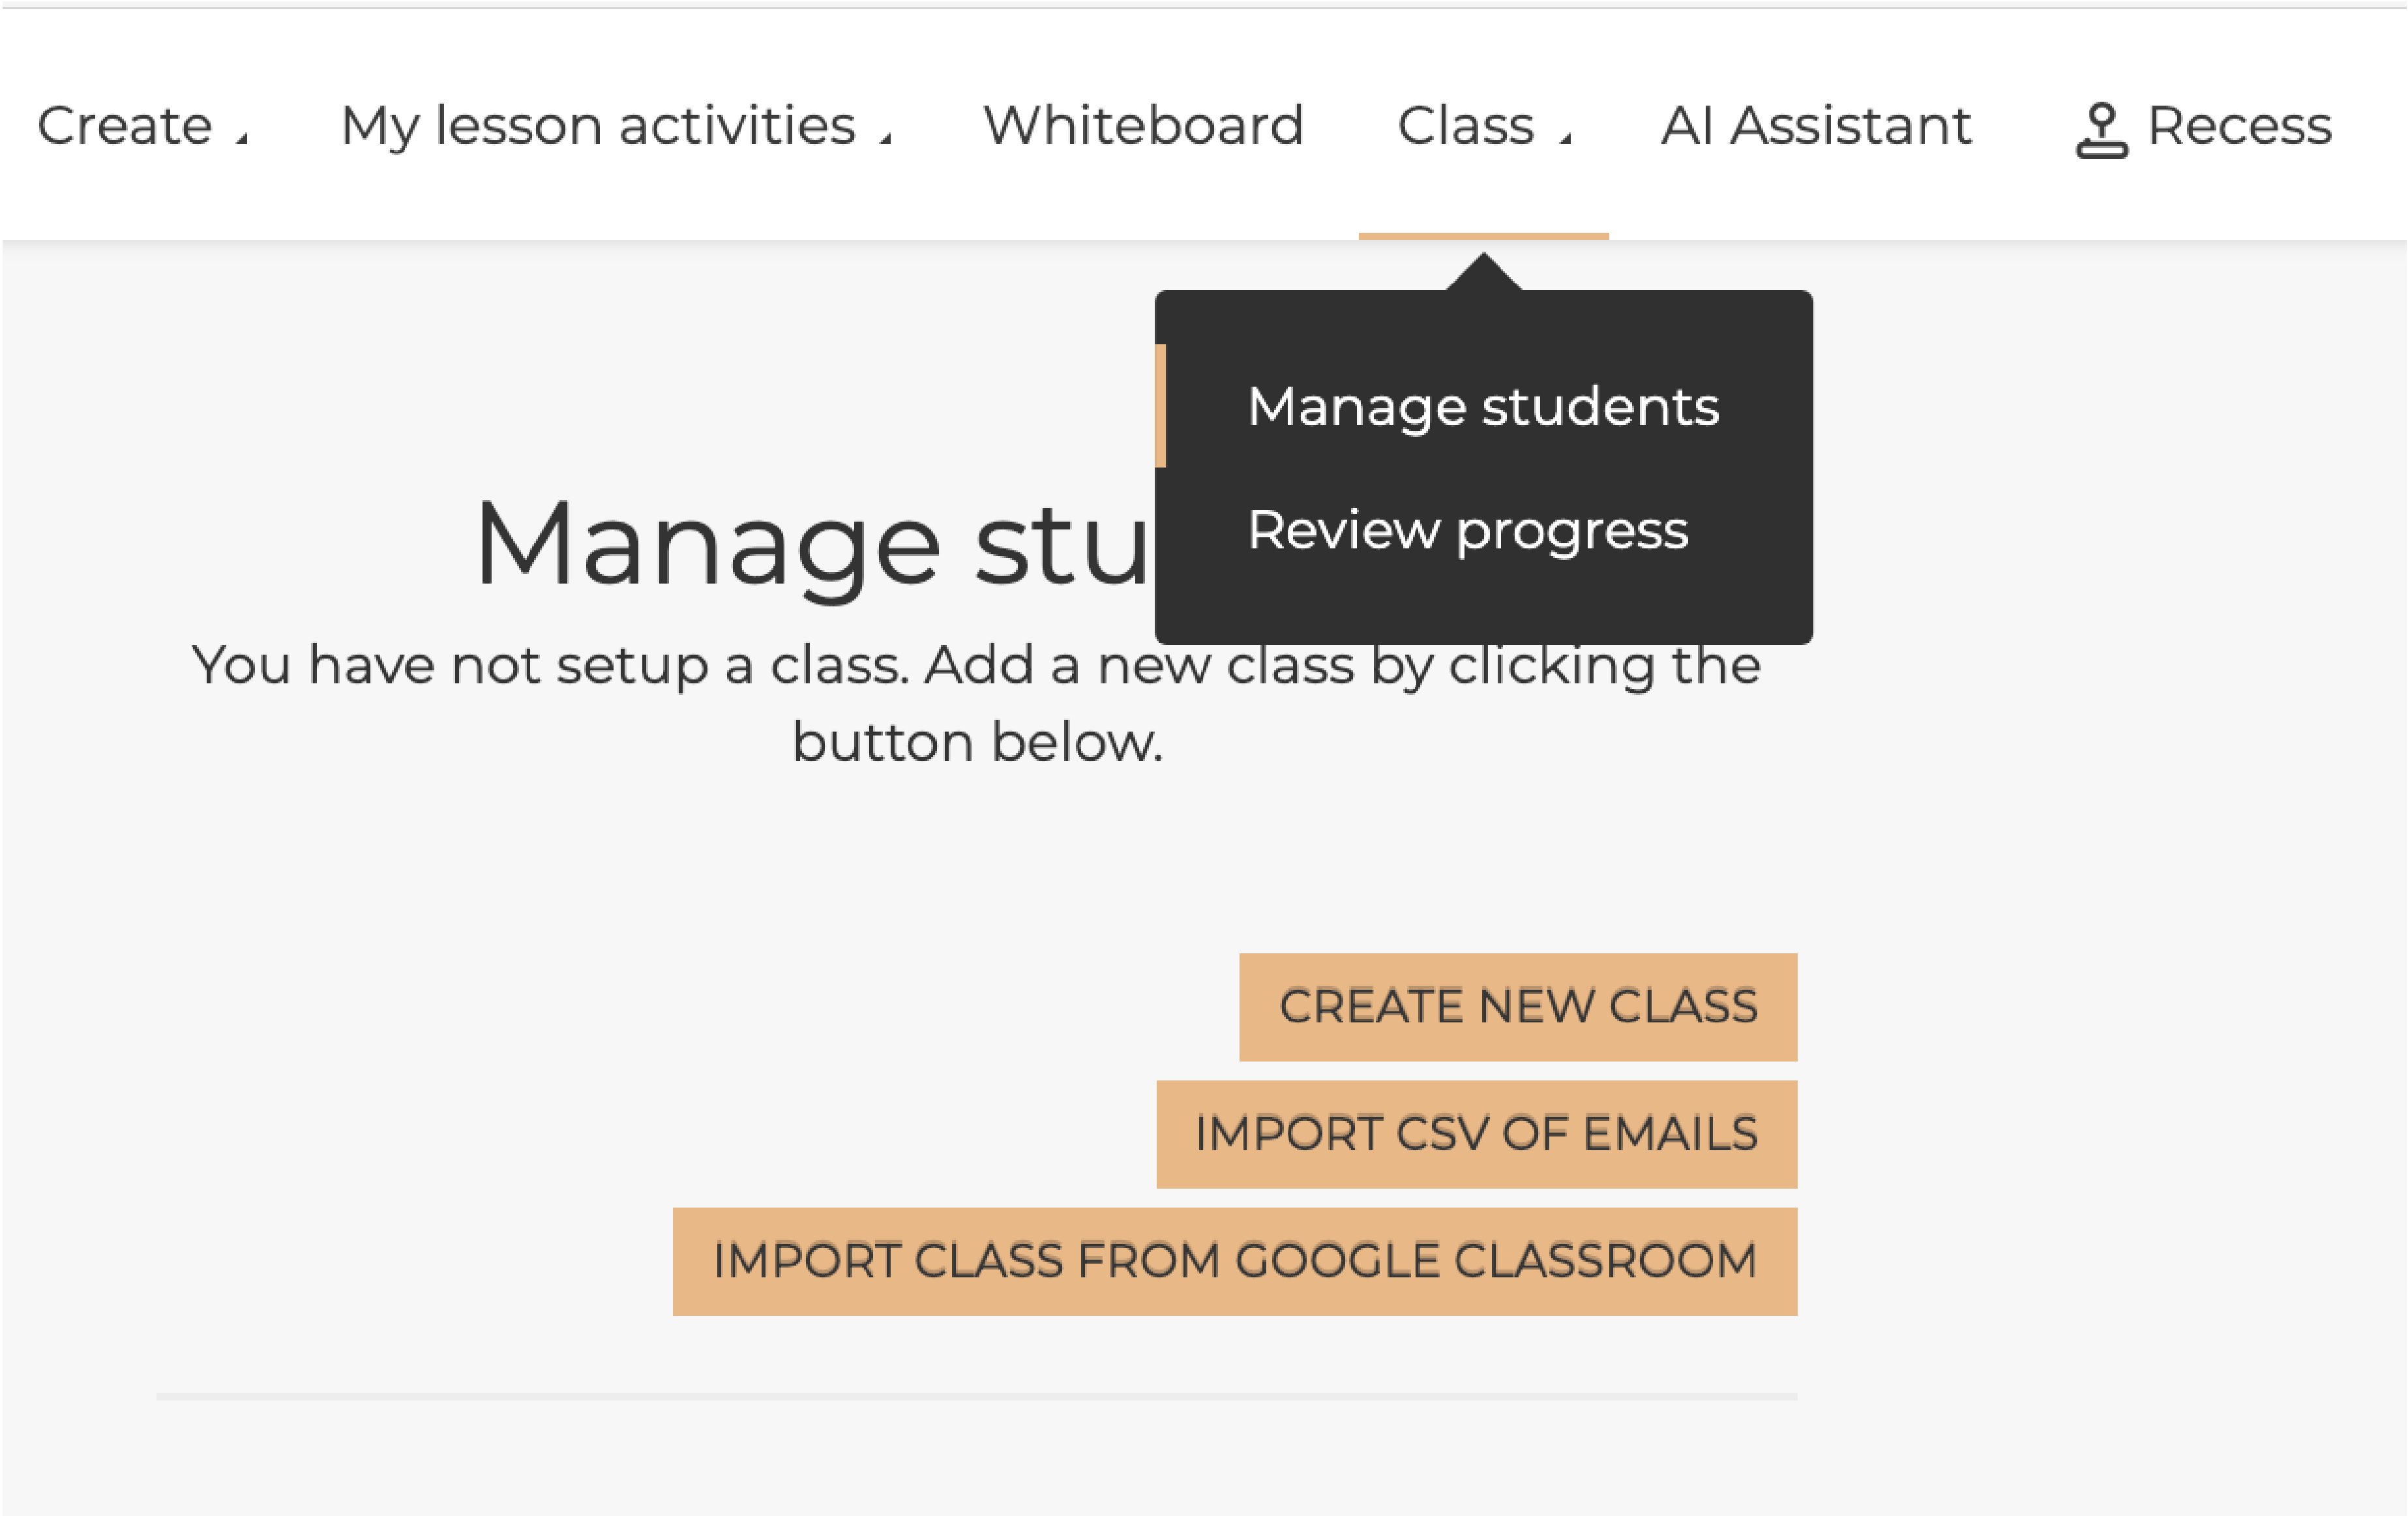 Create
My lesson activities
Whiteboard
Class
AI Assistant
Recess
Manage students
Review progress
Manage stu
You have not setup a class. Add a new class by clicking the
button below.
CREATE NEW CLASS
IMPORT CSV OF EMAILS
IMPORT CLASS FROM GOOGLE CLASSROOM